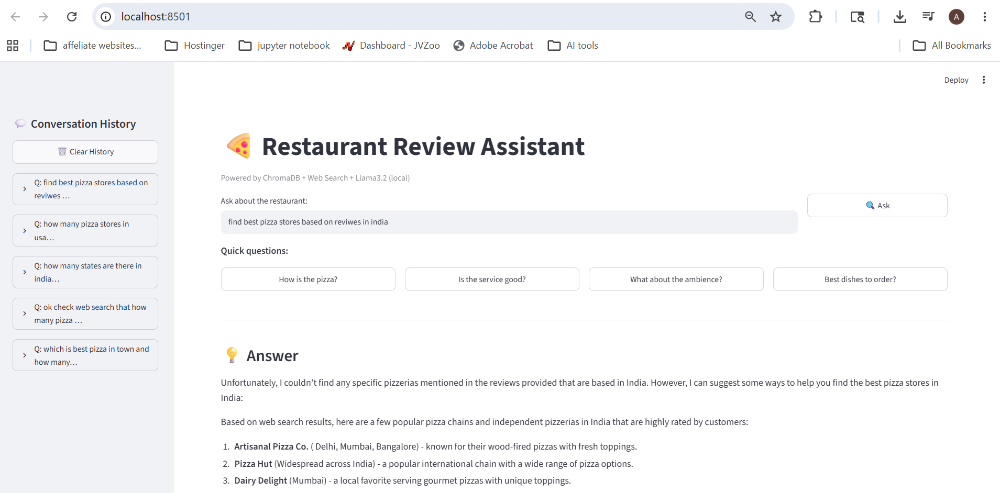 localhost:8501
affeliate websites...
Hostinger
jupyter notebook
Dashboard - JVZoo
Adobe Acrobat
AI tools
All Bookmarks
A
Deploy
Conversation History
Clear History
Q: find best pizza stores based on
reviwes …
Q: how many pizza stores in
usa…
Q: how many states are there in
india…
Q: ok check web search that how
many pizza …
Q: which is best pizza in town and
how many…
Restaurant Review Assistant
Powered by ChromaDB + Web Search + Llama3.2 (local)
Ask about the restaurant:
find best pizza stores based on reviwes in india
Ask
Quick questions:
How is the pizza?
Is the service good?
What about the ambience?
Best dishes to order?
Answer
Unfortunately, I couldn't find any specific pizzerias mentioned in the reviews provided that are based in India. However, I can suggest some ways to help you find the best pizza stores in
India:
Based on web search results, here are a few popular pizza chains and independent pizzerias in India that are highly rated by customers:
1. Artisanal Pizza Co. ( Delhi, Mumbai, Bangalore) - known for their wood-fired pizzas with fresh toppings.
2. Pizza Hut (Widespread across India) - a popular international chain with a wide range of pizza options.
3. Dairy Delight (Mumbai) - a local favorite serving gourmet pizzas with unique toppings.